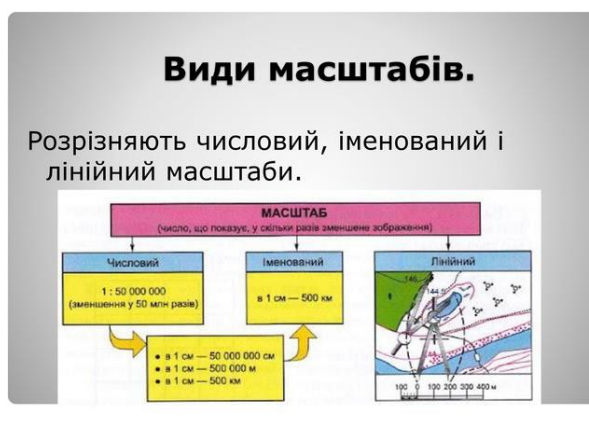 Види масштабів.
Розрізняють числовий, іменований і
лінійний масштаби.
МАСШТАБ
(число, що показує, у скільки разів зменшене зображення)
Числовий
1 : 50 000 000
(зменшення у 50 млн разів)
Іменований
в 1 см — 500 км
Лінійний
146
144
100 0 100 200 300 400 м
• в 1 см — 50 000 000 см
• в 1 см — 500 000 м
• в 1 см — 500 км